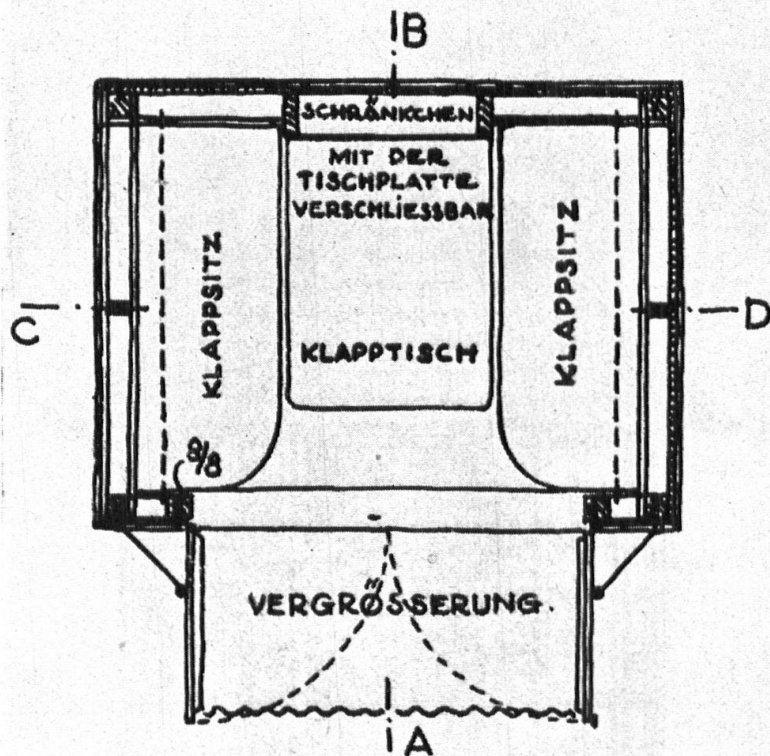 B
SCHRÄNKCHEN
MIT DER
TISCHPLATTE
VERSCHLIESSBAR
KLAPPSITZ
KLAPPSITZ
C
D
KLAPPTISCH
8/8
VERGRÖSSERUNG.
A